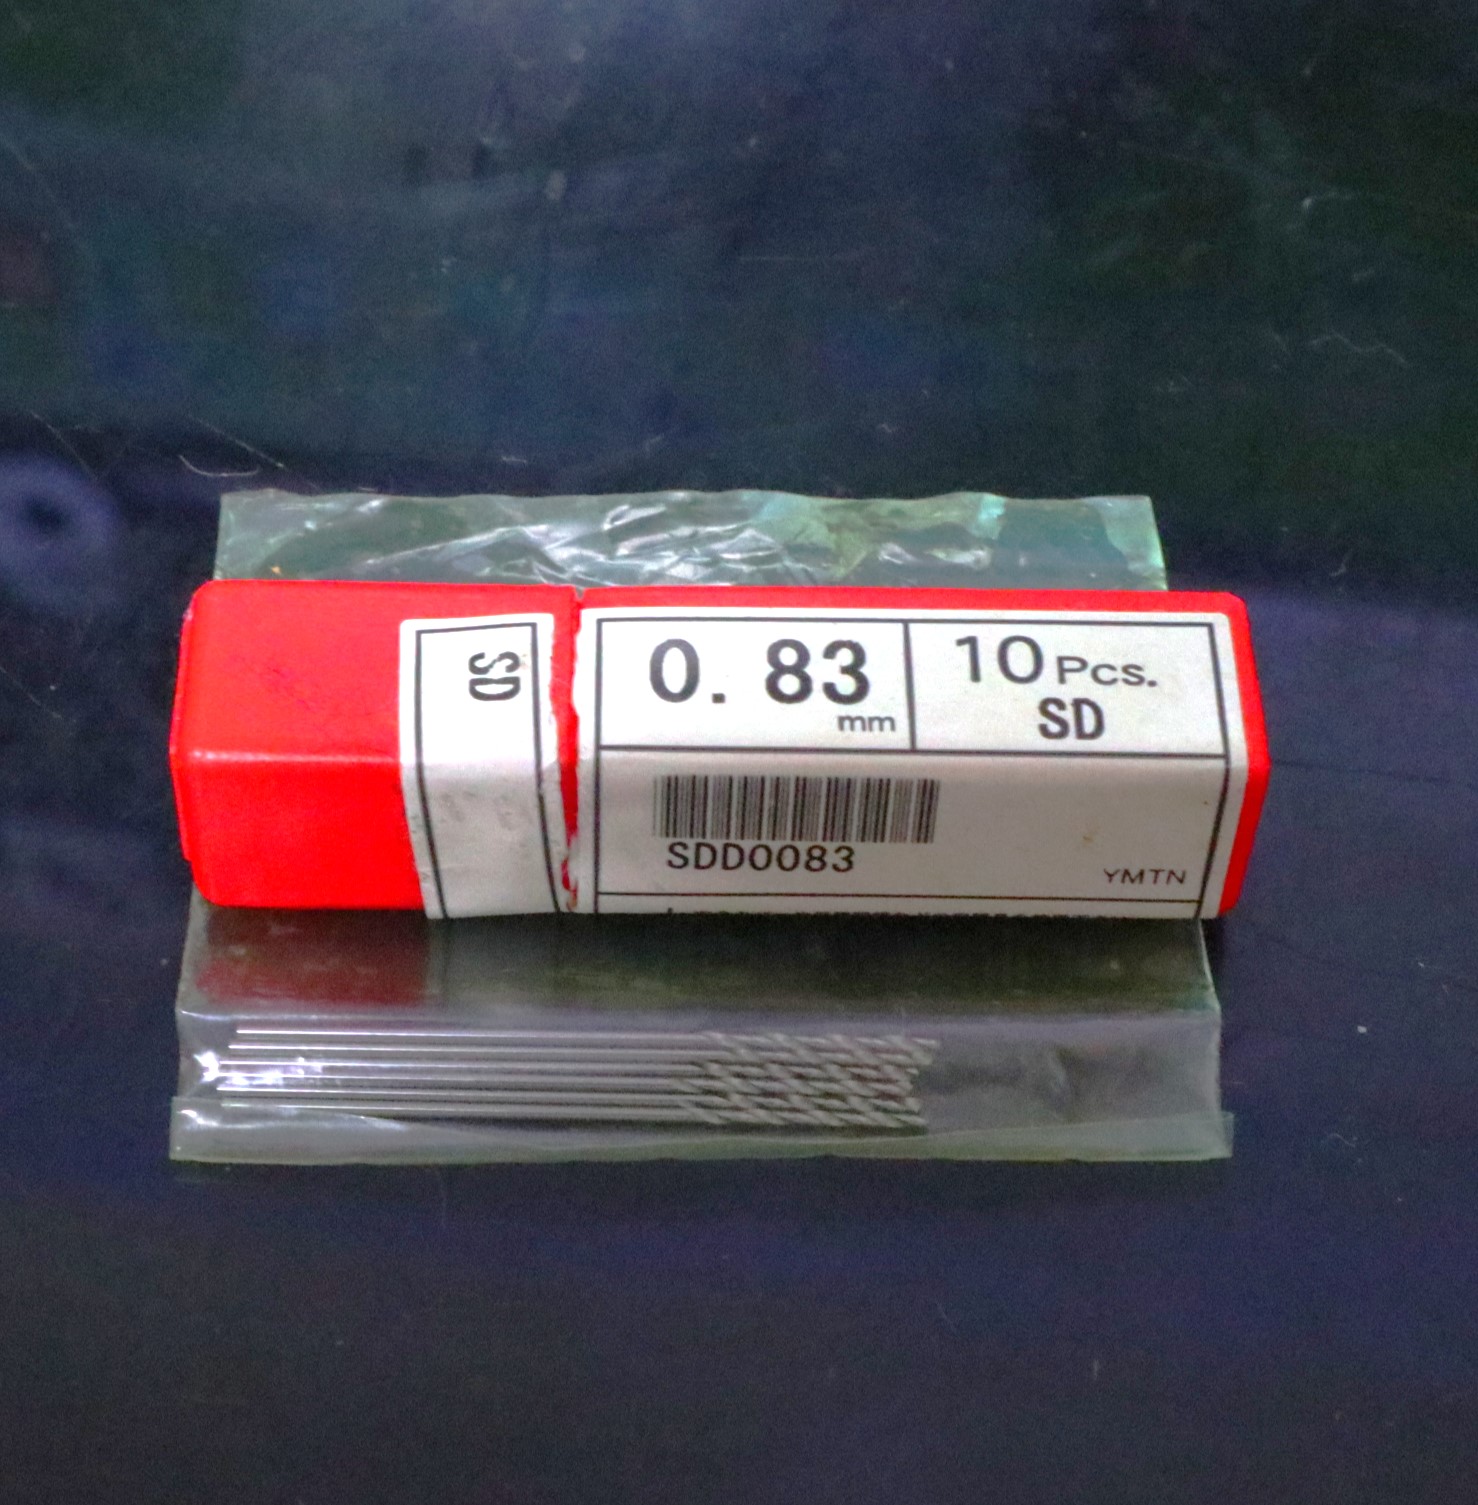 SD
0. 83
mm
10 Pcs.
SD
SDD0083
YMTN